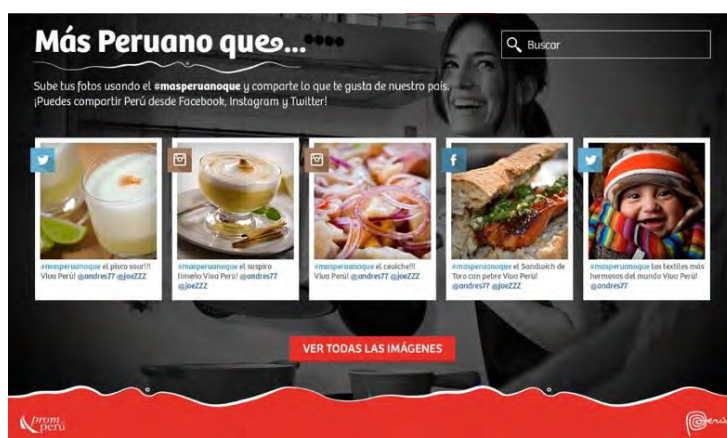 Más Peruano que...
Buscar
Sube tus fotos usando el #masperuanoque y comparte lo que te gusta de nuestro país.
¡Puedes compartir Perú desde Facebook, Instagram y Twitter!
#masperuanoque el pisco sour!!!
Viva Perú! @andres77 @joeZZZ
#masperuanoque el suspiro
limeño Viva Perú! @andres77
@joeZZZ
#masperuanoque el ceviche!!!
Viva Perú! @andres77 @joeZZZ
#masperuanoque el Sandwich de
Toro con pebre Viva Perú!
@andres77 @joeZZZ
#masperuanoque los textiles más
hermosos del mundo Viva Perú!
@andres77
VER TODAS LAS IMÁGENES
prom
perú
Perú